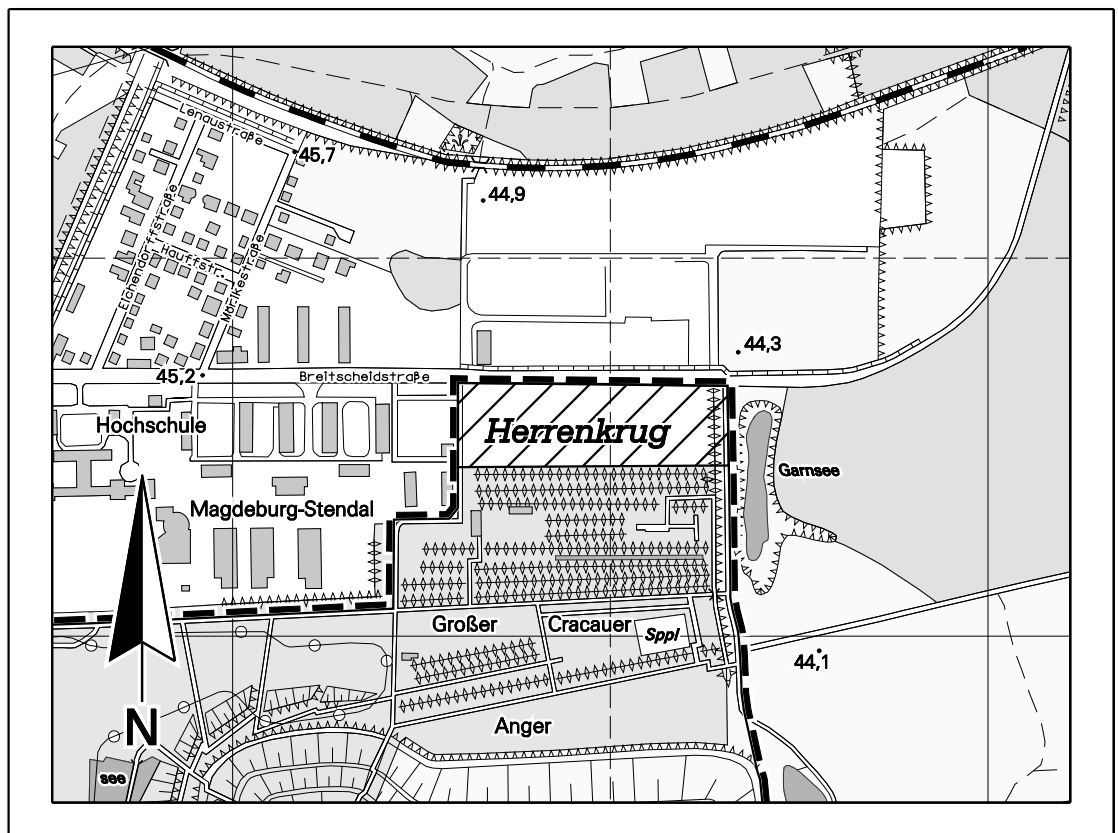 Lenaustraße
45,7
44,9
Eichendorffstraße
Hauffstr.
Mörikestraße
44,3
45,2
Breitscheidstraße
Hochschule
Herrenkrug
Garnsee
Magdeburg-Stendal
Großer
Cracauer
Sppl
44,1
N
Anger
see